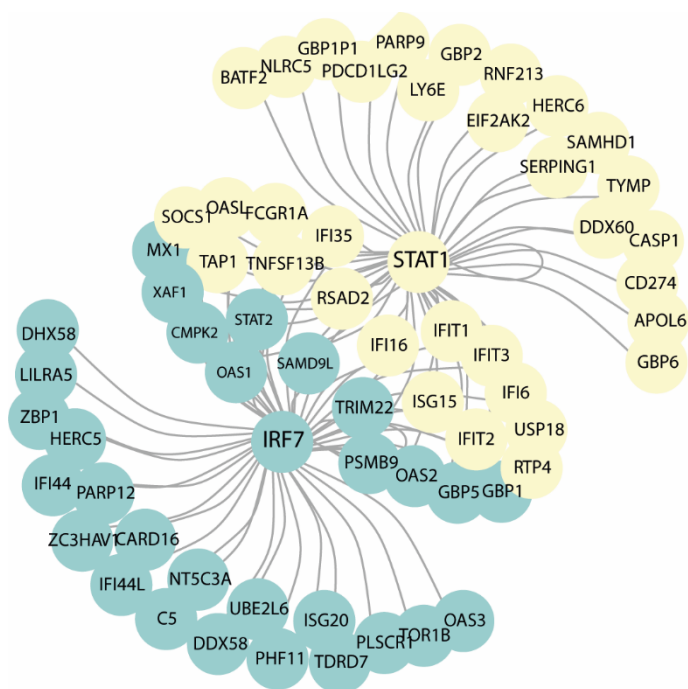 PARP9
GBP1P1
GBP2
NLRC5
PDCD1LG2
RNF213
BATF2
LY6E
HERC6
EIF2AK2
SAMHD1
SERPING1
TYMP
DDX60
CASP1
CD274
APOL6
GBP6
STAT1
OASL
FCGR1A
SOCS1
IFI35
MX1
TAP1
TNFSF13B
XAF1
RSAD2
STAT2
CMPK2
IFIT1
IFI16
IFIT3
SAMD9L
OAS1
IFI6
ISG15
TRIM22
USP18
IFIT2
IRF7
PSMB9
OAS2
RTP4
GBP5
GBP1
DHX58
LILRA5
ZBP1
HERC5
IFI44
PARP12
ZC3HAV1
CARD16
IFI44L
NT5C3A
C5
UBE2L6
ISG20
OAS3
DDX58
PLSCR1
TOR1B
PHF11
TDRD7